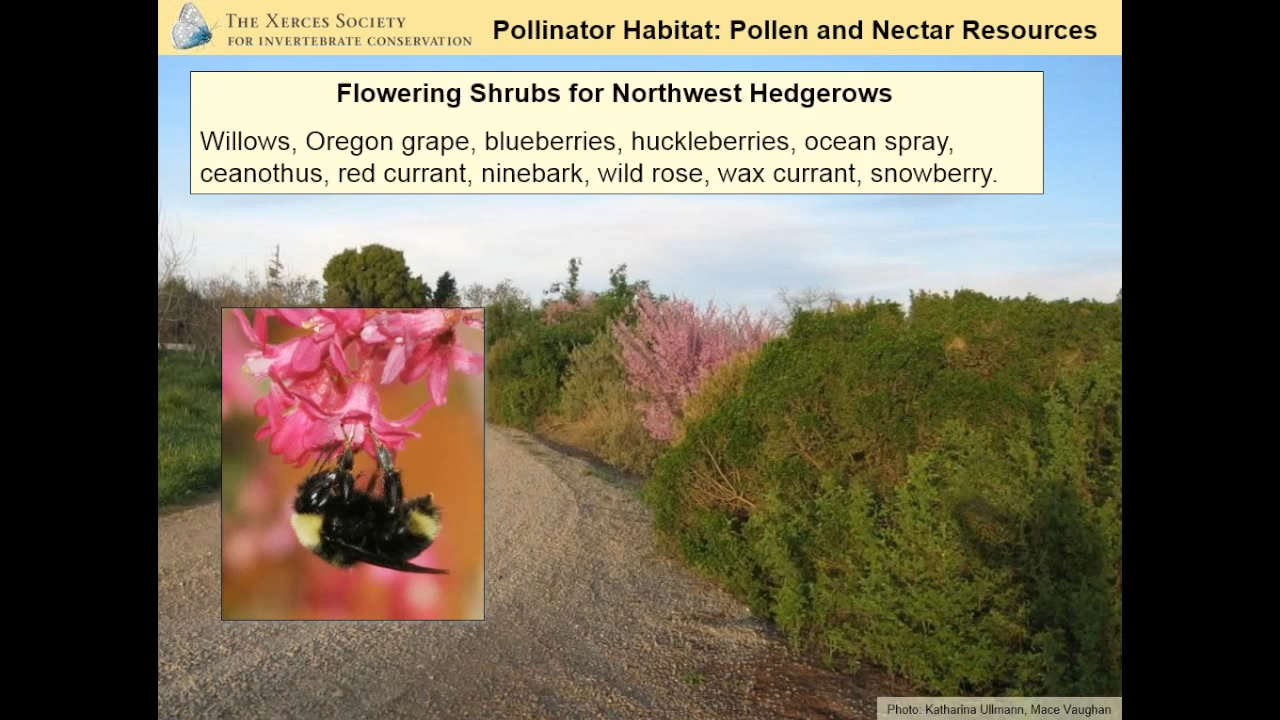 The Xerces Society
for Invertebrate Conservation
Pollinator Habitat: Pollen and Nectar Resources
Flowering Shrubs for Northwest Hedgerows
Willows, Oregon grape, blueberries, huckleberries, ocean spray,
ceanothus, red currant, ninebark, wild rose, wax currant, snowberry.
Photo: Katharina Ullmann, Mace Vaughan